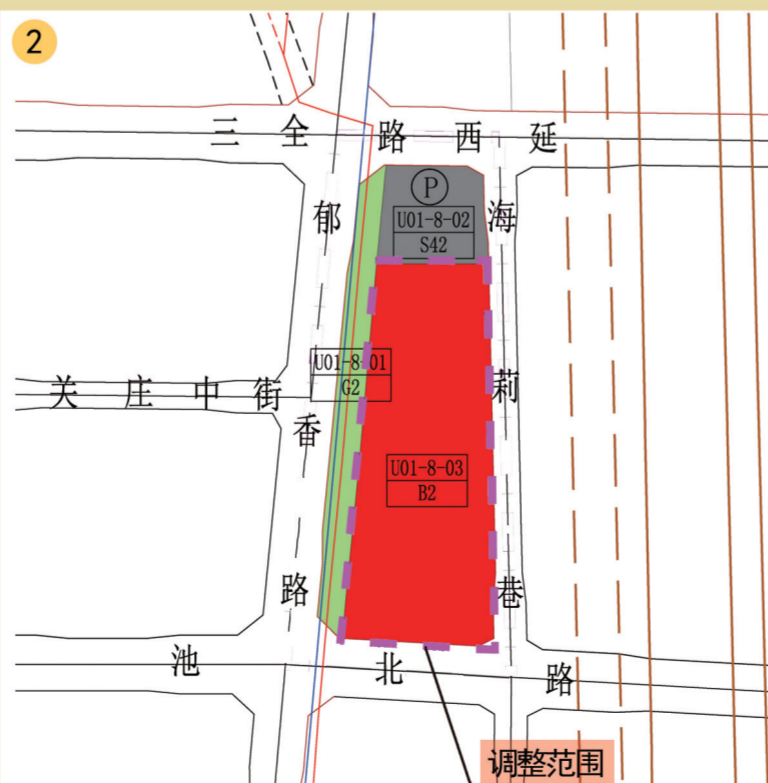 2
三全路西延
P
U01-8-02
S42
郁香路
海莉巷
U01-8-01
G2
关庄中街
U01-8-03
B2
池北路
调整范围